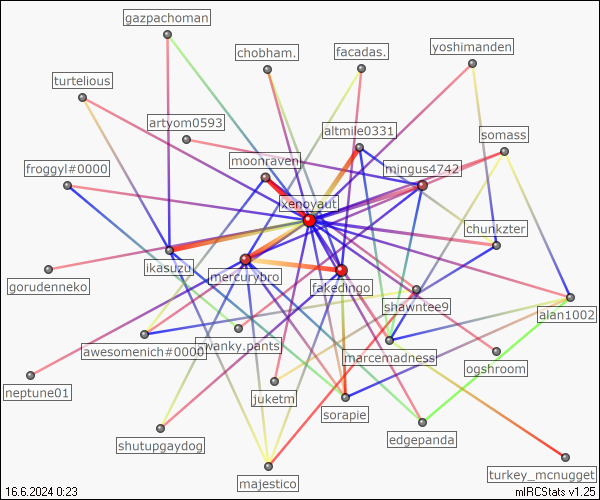 gazpachoman
yoshimanden
chobham.
facadas.
turtelious
artyom0593
altmile0331
somass
moonraven
mingus4742
froggyl#0000
xenoyaut
chunkzter
ikasuzu
mercurybro
fakedingo
gorudenneko
shawntee9
alan1002
awesomenich#0000
wanky.pants
marcemadness
ogshroom
neptune01
juketm
sorapie
shutupgaydog
edgepanda
majestico
turkey_mcnugget
16.6.2024 0:23
mIRCStats v1.25